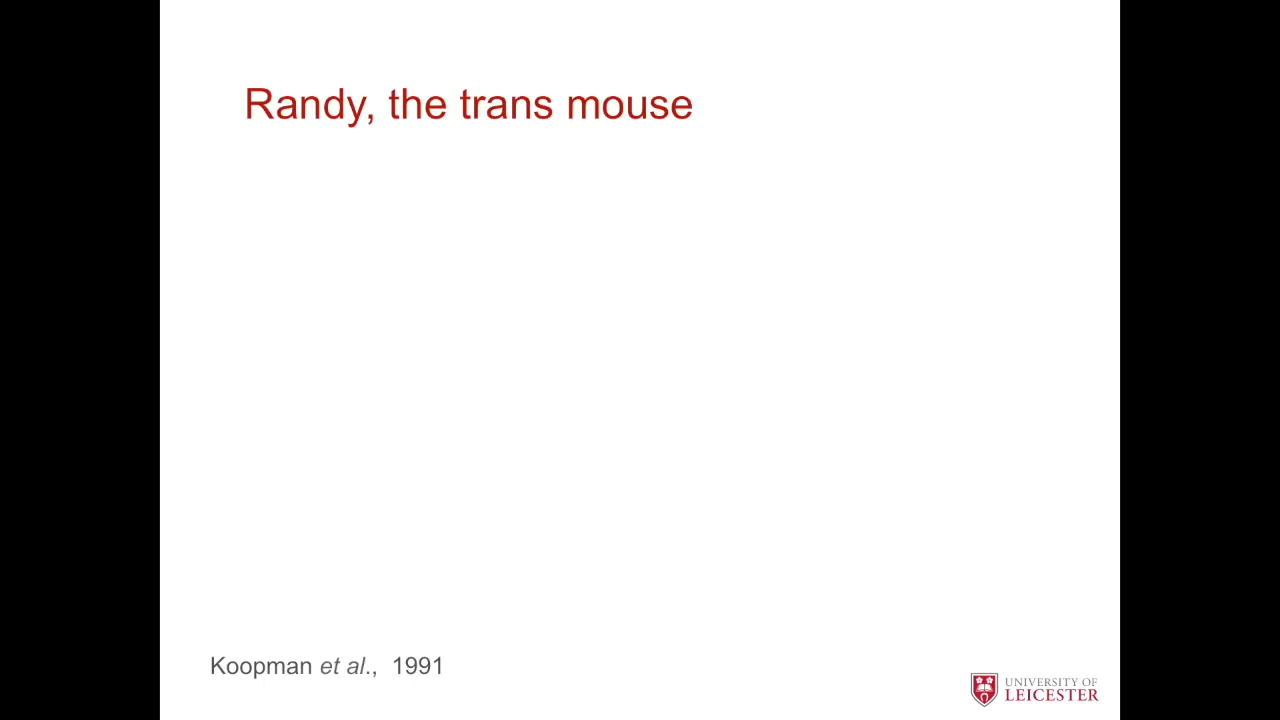 Randy, the trans mouse
Koopman et al.,  1991
UNIVERSITY OF
LEICESTER